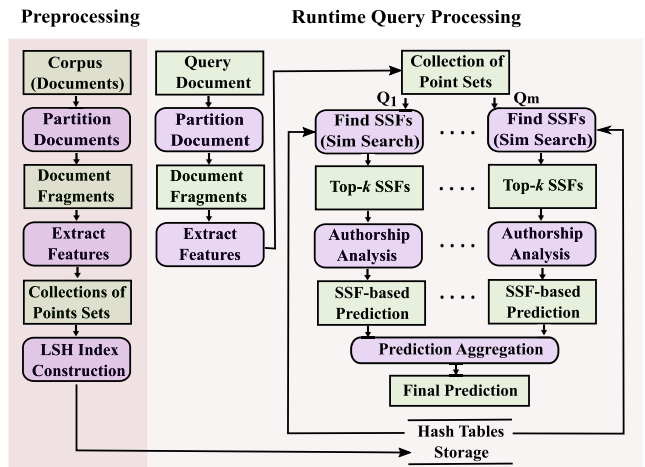 Preprocessing
Runtime Query Processing
Corpus
(Documents)
Partition
Documents
Document
Fragments
Extract
Features
Collections of
Points Sets
LSH Index
Construction
Query
Document
Partition
Document
Document
Fragments
Extract
Features
Collection of
Point Sets
Q1
Qm
Find SSFs
(Sim Search)
. . . .
Find SSFs
(Sim Search)
Top-k SSFs
. . . .
Top-k SSFs
Authorship
Analysis
. . . .
Authorship
Analysis
SSF-based
Prediction
. . . .
SSF-based
Prediction
Prediction Aggregation
Final Prediction
Hash Tables
Storage